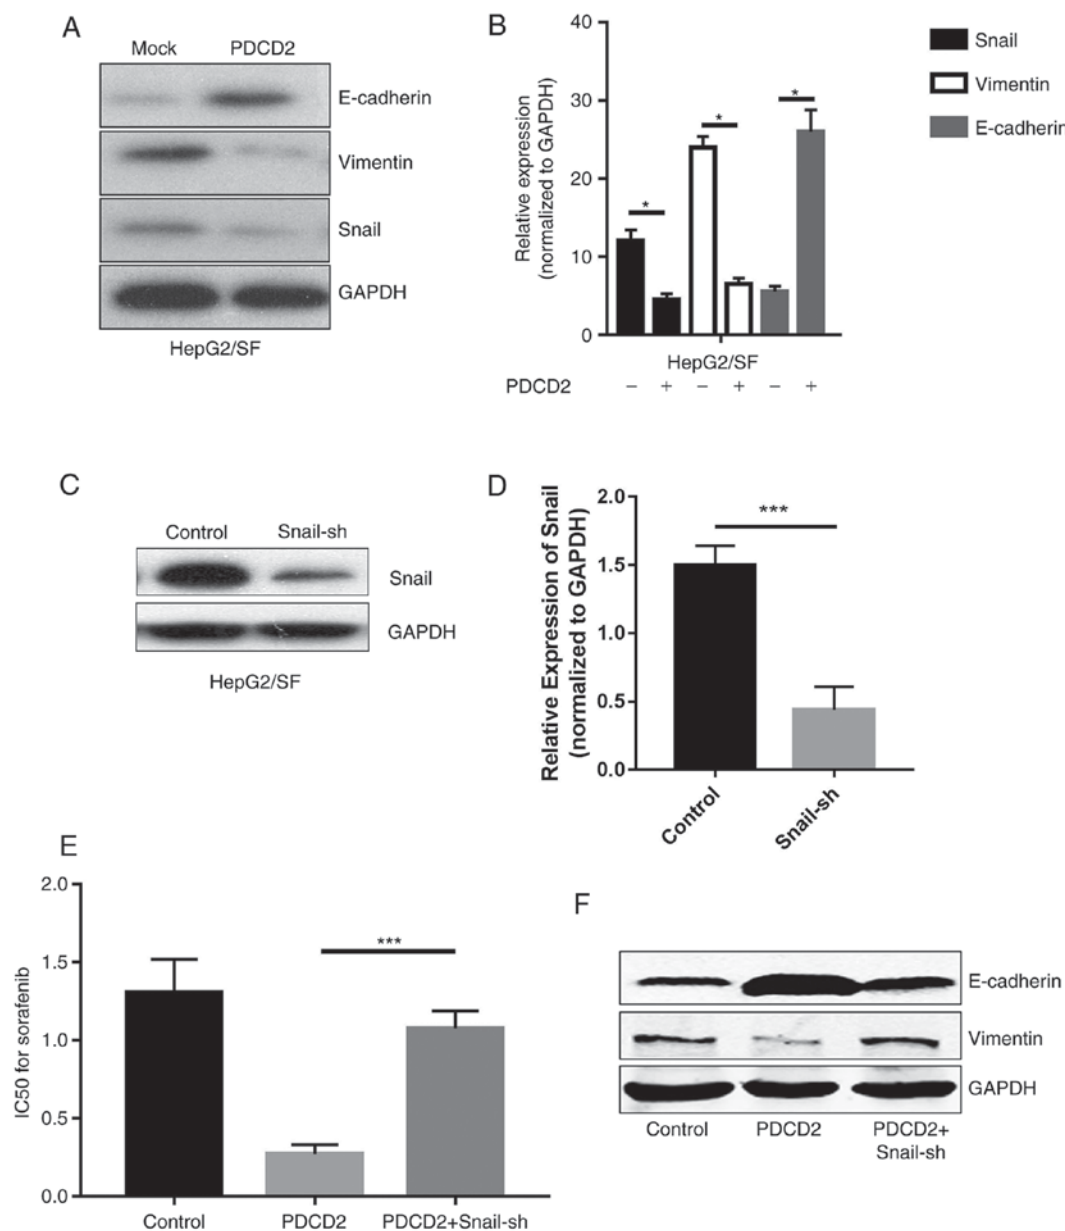 A
Mock PDCD2
E-cadherin
Vimentin
Snail
GAPDH
HepG2/SF
B
Relative expression
(normalized to GAPDH)
40
30
20
10
0
* * *
Snail
Vimentin
E-cadherin
HepG2/SF
PDCD2 – + – + – +
C
Control Snail-sh
Snail
GAPDH
HepG2/SF
D
Relative Expression of Snail
(normalized to GAPDH)
2.0
1.5
1.0
0.5
0.0
***
Control Snail-sh
E
IC50 for sorafenib
2.0
1.5
1.0
0.5
0.0
***
Control PDCD2 PDCD2+Snail-sh
F
E-cadherin
Vimentin
GAPDH
Control PDCD2 PDCD2+
Snail-sh